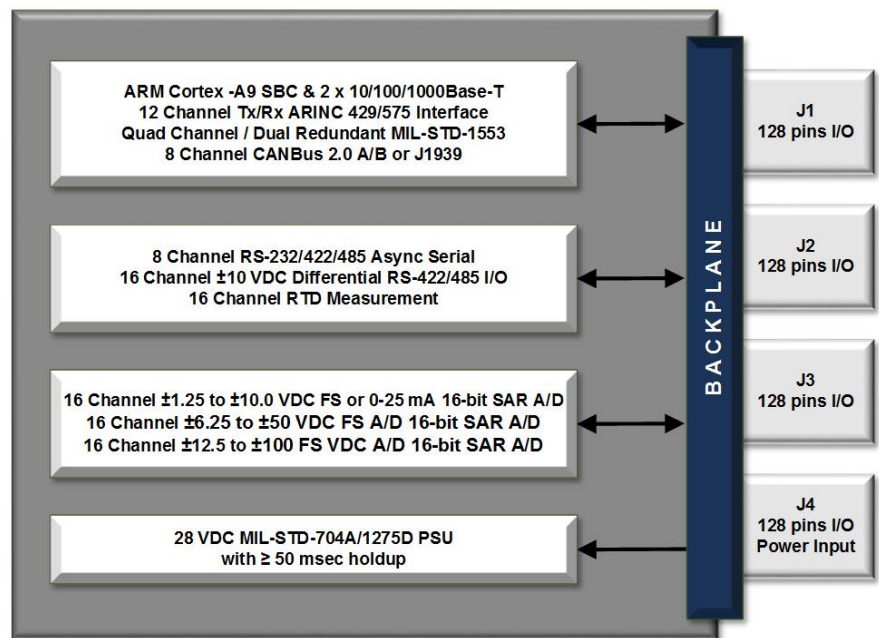 ARM Cortex -A9 SBC & 2 x 10/100/1000Base-T
12 Channel Tx/Rx ARINC 429/575 Interface
Quad Channel / Dual Redundant MIL-STD-1553
8 Channel CANBus 2.0 A/B or J1939
8 Channel RS-232/422/485 Async Serial
16 Channel ±10 VDC Differential RS-422/485 I/O
16 Channel RTD Measurement
16 Channel ±1.25 to ±10.0 VDC FS or 0-25 mA 16-bit SAR A/D
16 Channel ±6.25 to ±50 VDC FS A/D 16-bit SAR A/D
16 Channel ±12.5 to ±100 FS VDC A/D 16-bit SAR A/D
28 VDC MIL-STD-704A/1275D PSU
with ≥ 50 msec holdup
BACKPLANE
J1
128 pins I/O
J2
128 pins I/O
J3
128 pins I/O
J4
128 pins I/O
Power Input